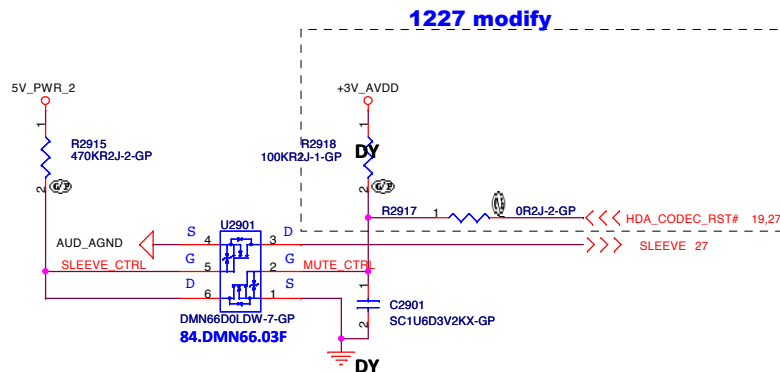 1227 modify
5V_PWR_2
+3V_AVDD
1
R2915
470KR2J-2-GP
2
1
R2918
100KR2J-1-GP
DY
2
R2917
1
0R2J-2-GP
HDA_CODEC_RST# 19,27
U2901
AUD_AGND
S
4
3
D
SLEEVE 27
SLEEVE_CTRL
G
5
2
G
MUTE_CTRL
D
6
1
S
DMN66D0LDW-7-GP
84.DMN66.03F
1
C2901
SC1U6D3V2KX-GP
2
DY